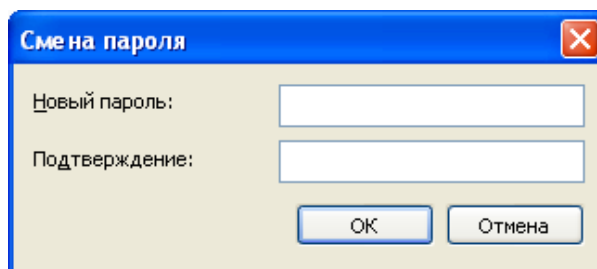 Смена пароля
Новый пароль:
Подтверждение:
ОК Отмена